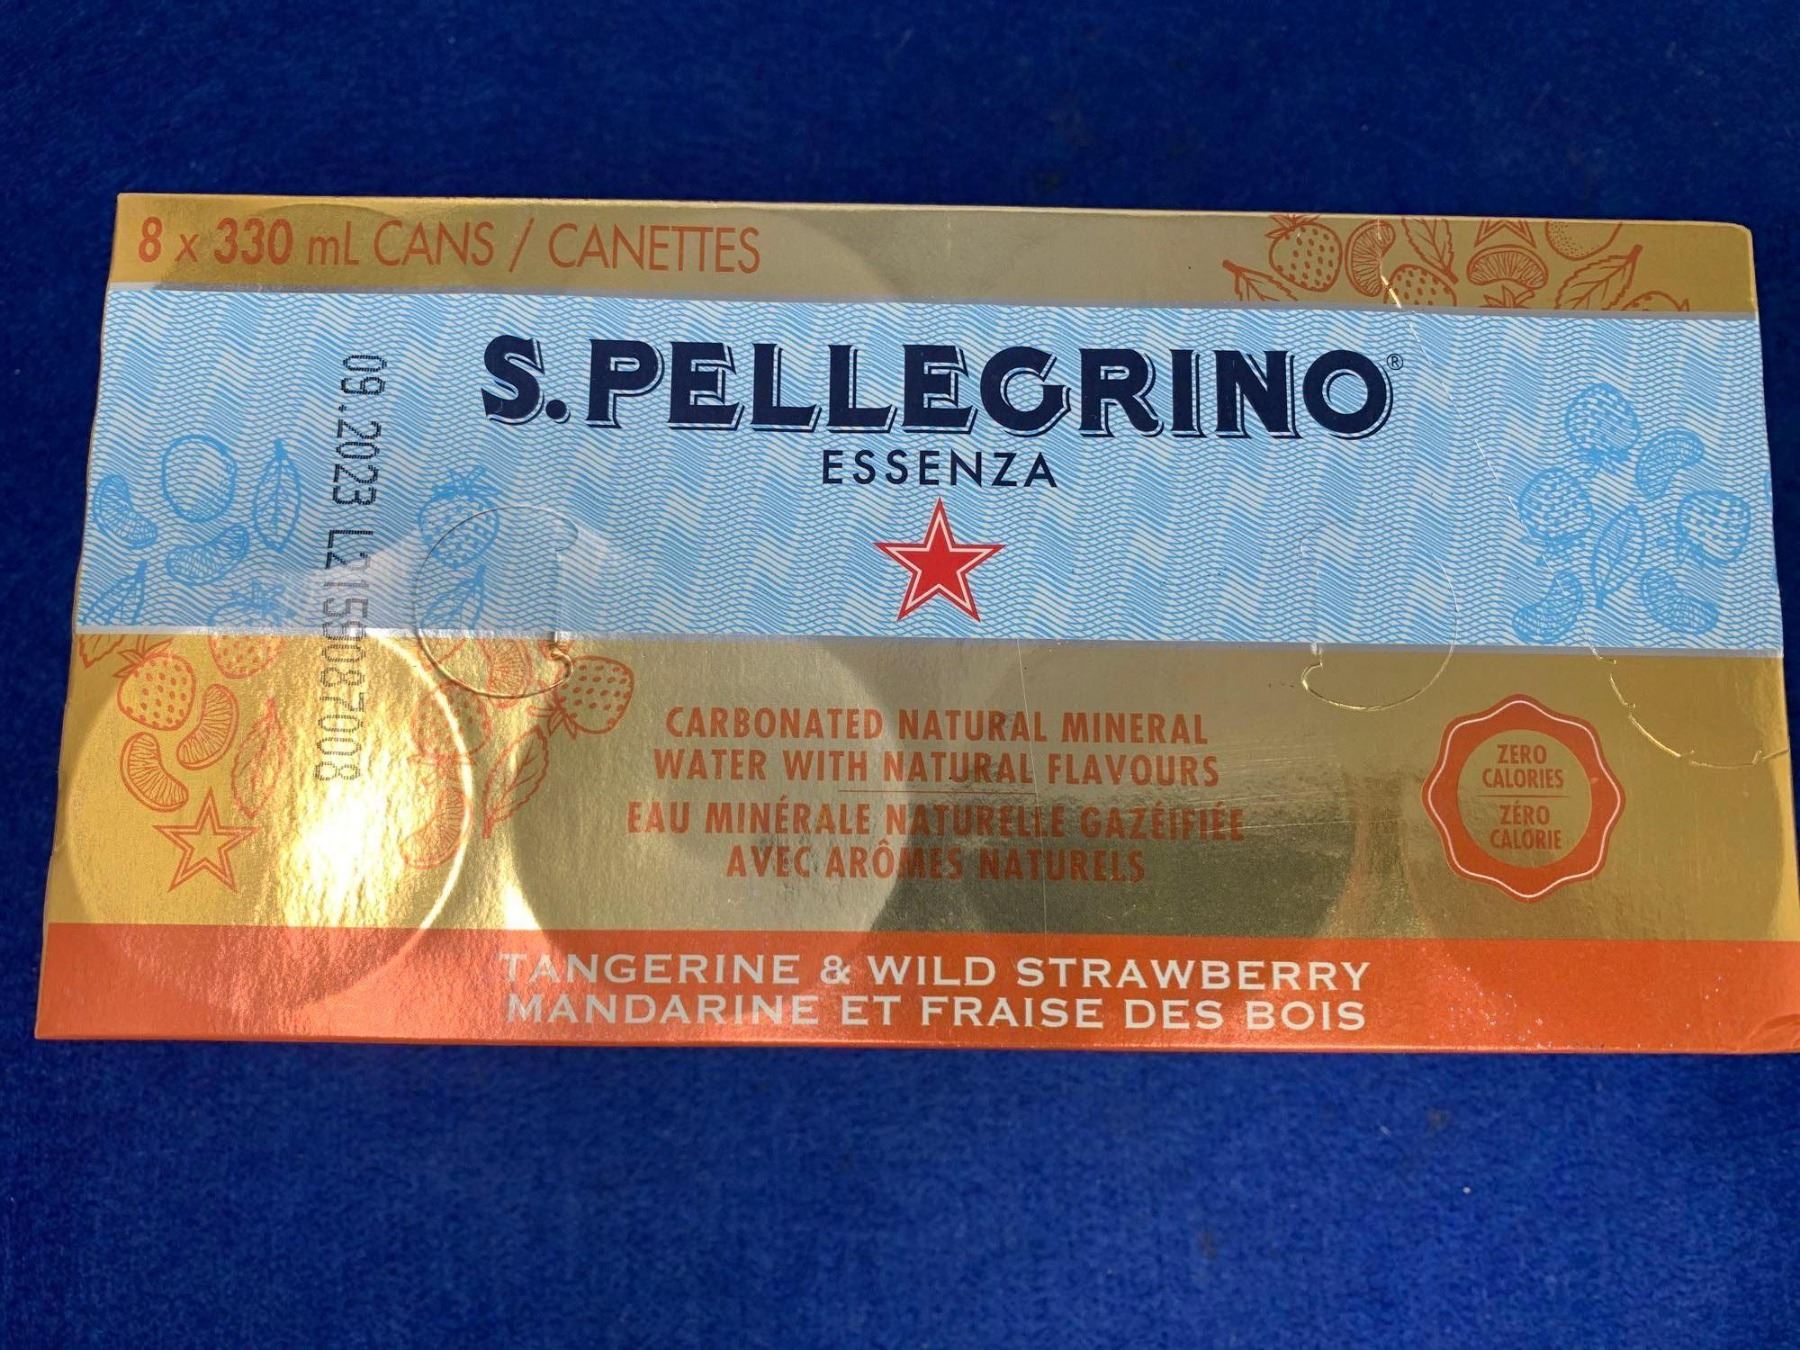 8 x 330 mL CANS / CANETTES
S.PELLEGRINO®
ESSENZA
09.2023 L2159087008
CARBONATED NATURAL MINERAL
WATER WITH NATURAL FLAVOURS
EAU MINÉRALE NATURELLE GAZÉIFIÉE
AVEC ARÔMES NATURELS
ZERO
CALORIES
ZÉRO
CALORIE
TANGERINE & WILD STRAWBERRY
MANDARINE ET FRAISE DES BOIS